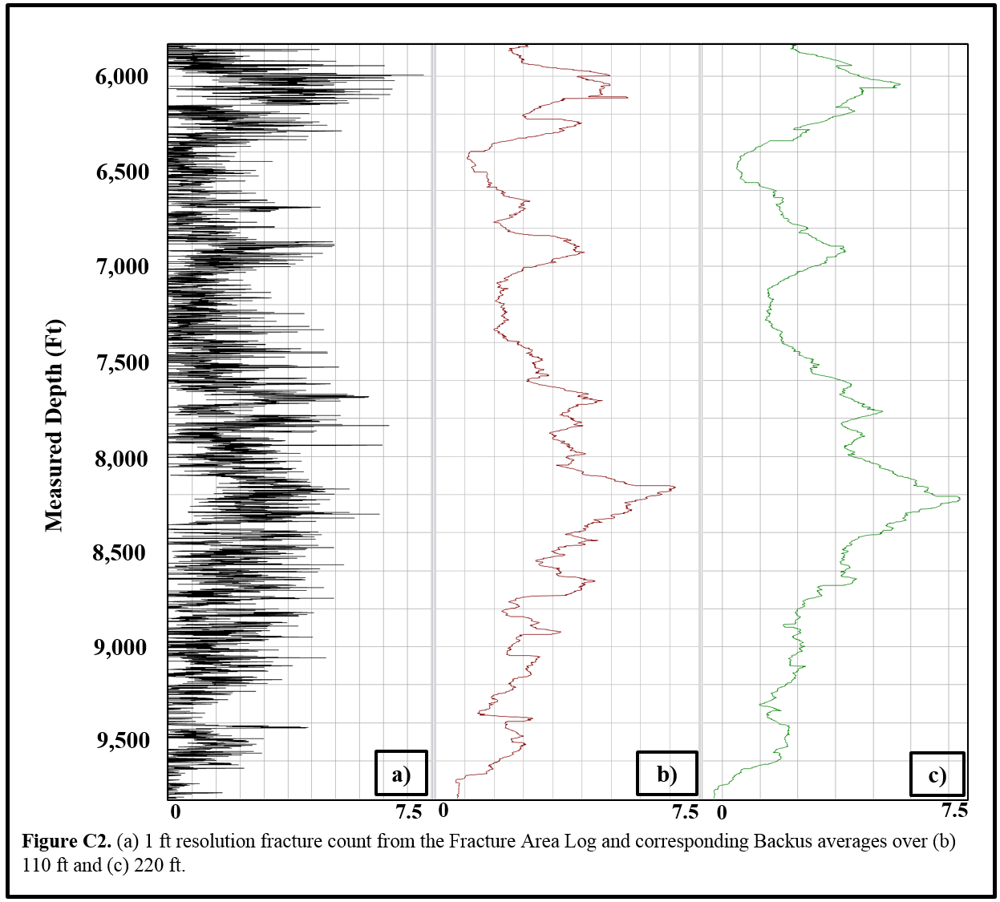 Measured Depth (Ft)
6,000
6,500
7,000
7,500
8,000
8,500
9,000
9,500
a)
b)
c)
0
7.5
0
7.5
0
7.5
Figure C2. (a) 1 ft resolution fracture count from the Fracture Area Log and corresponding Backus averages over (b)
110 ft and (c) 220 ft.